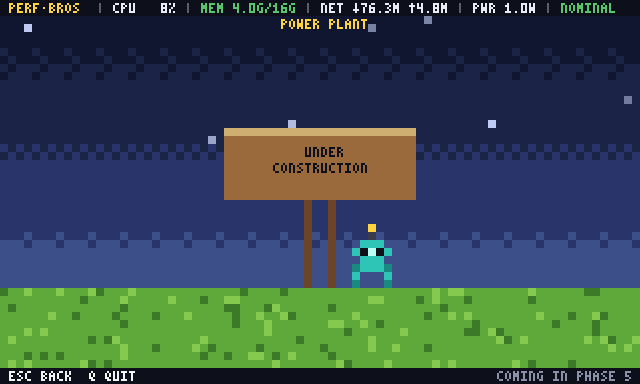 PERF·BROS | CPU 8% | MEM 4.0G/16G | NET ↓76.3M ↑4.8M | PWR 1.0W | NOMINAL
POWER PLANT
UNDER
CONSTRUCTION
ESC BACK Q QUIT
COMING IN PHASE 5